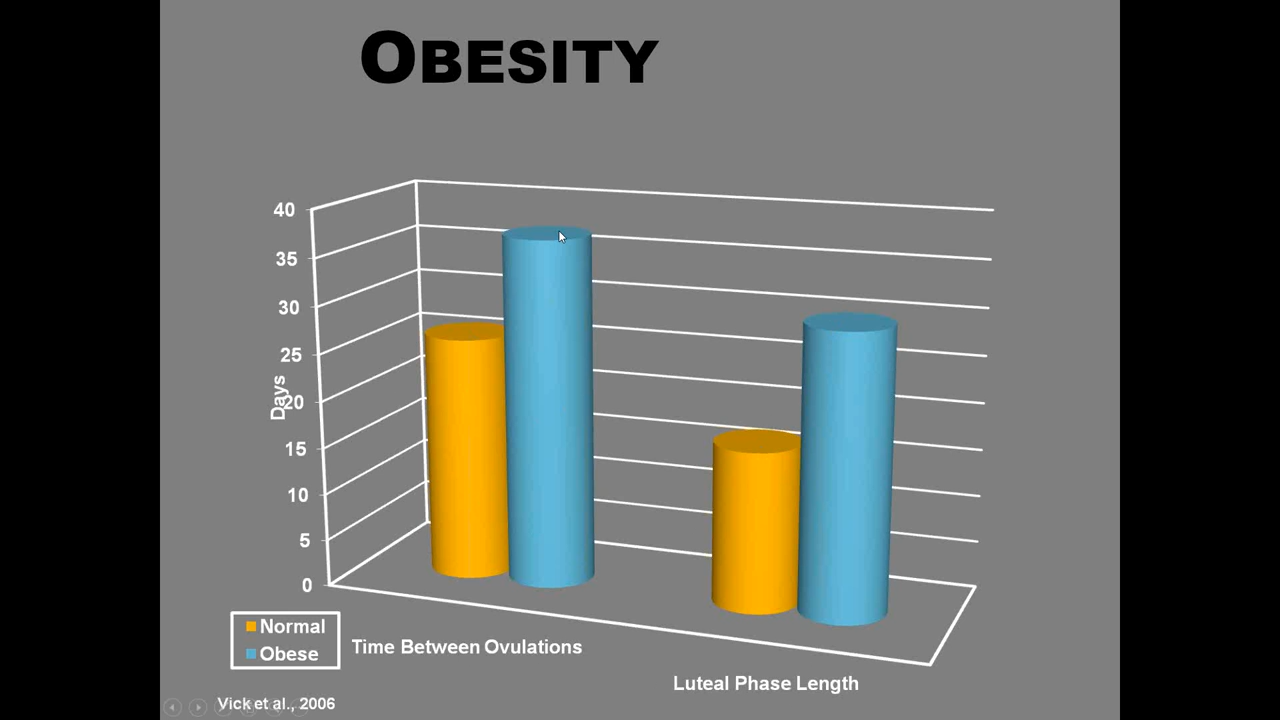 OBESITY
40
35
30
25
20
15
10
5
0
Days
Normal
Obese
Time Between Ovulations
Luteal Phase Length
Vick et al., 2006